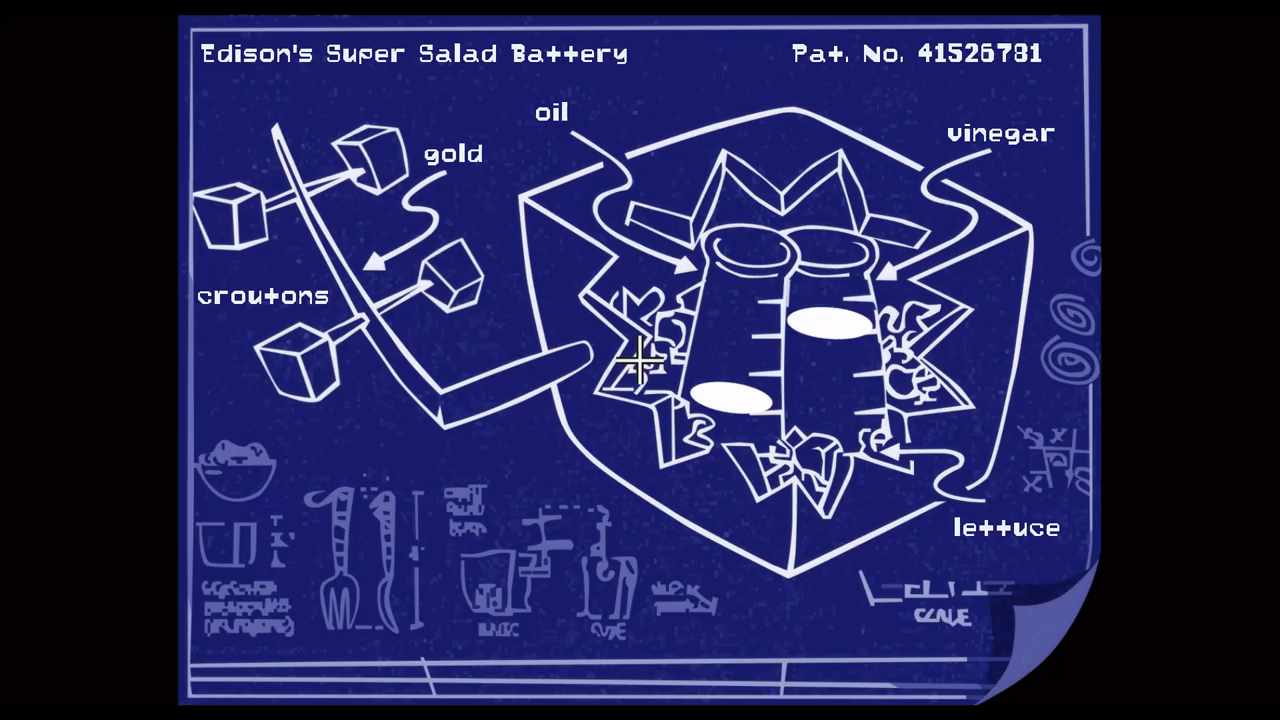 Edison's Super Salad Battery
Pat. No. 41526781
oil
vinegar
gold
croutons
lettuce